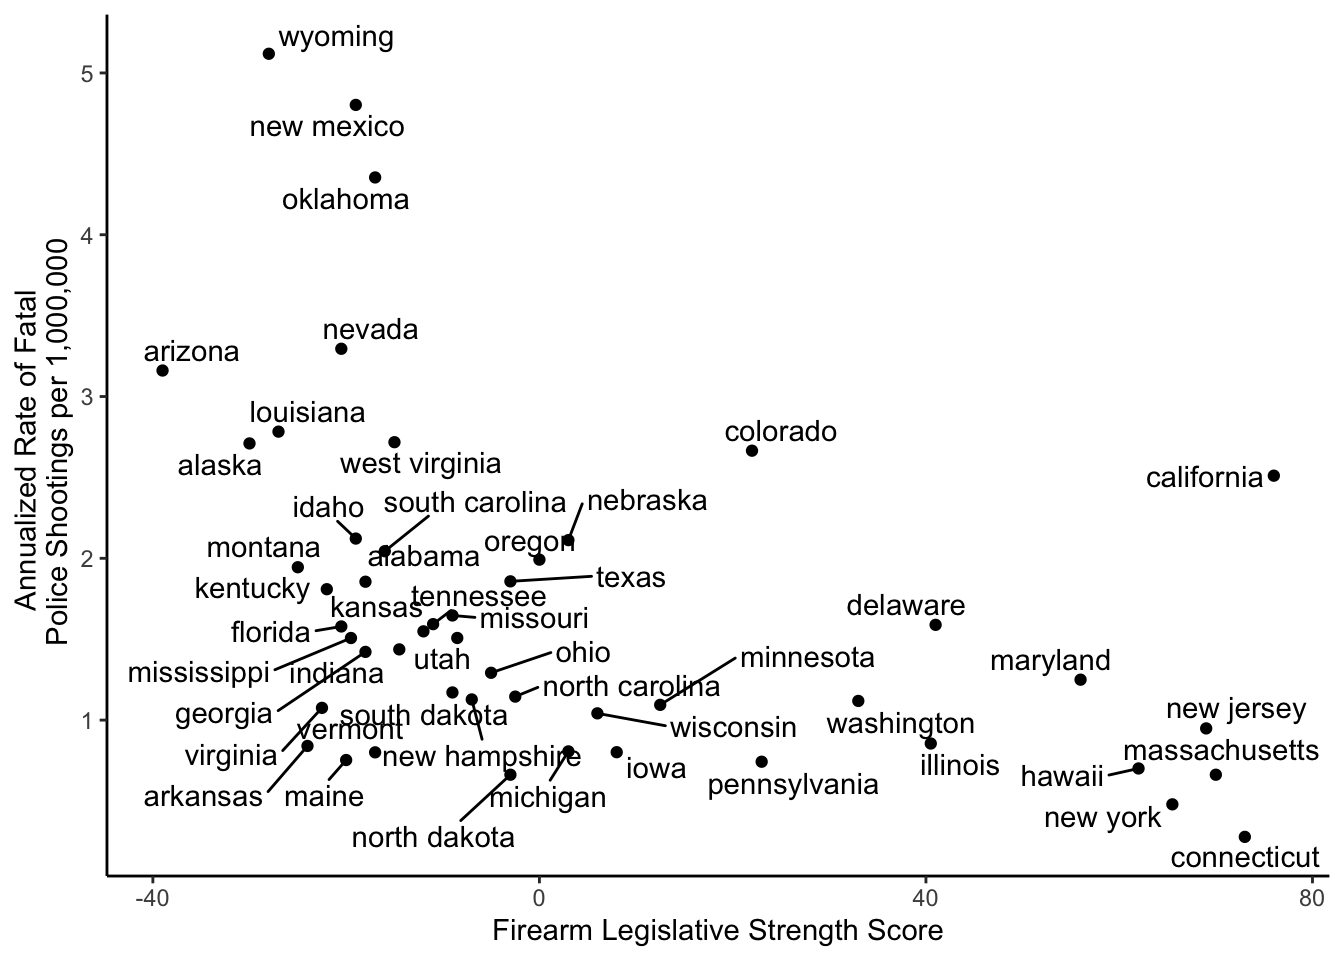 wyoming
5
new mexico
oklahoma
4
nevada
arizona
3
louisiana
colorado
alaska
west virginia
california
idaho
south carolina
nebraska
montana
alabama
oregon
2
kentucky
texas
kansas
tennessee
delaware
florida
missouri
mississippi
indiana
utah
ohio
minnesota
maryland
georgia
south dakota
north carolina
new jersey
1
virginia
vermont
new hampshire
wisconsin
washington
massachusetts
arkansas
maine
michigan
iowa
pennsylvania
illinois
hawaii
north dakota
new york
connecticut
-40
0
40
80
Firearm Legislative Strength Score
Annualized Rate of Fatal
Police Shootings per 1,000,000